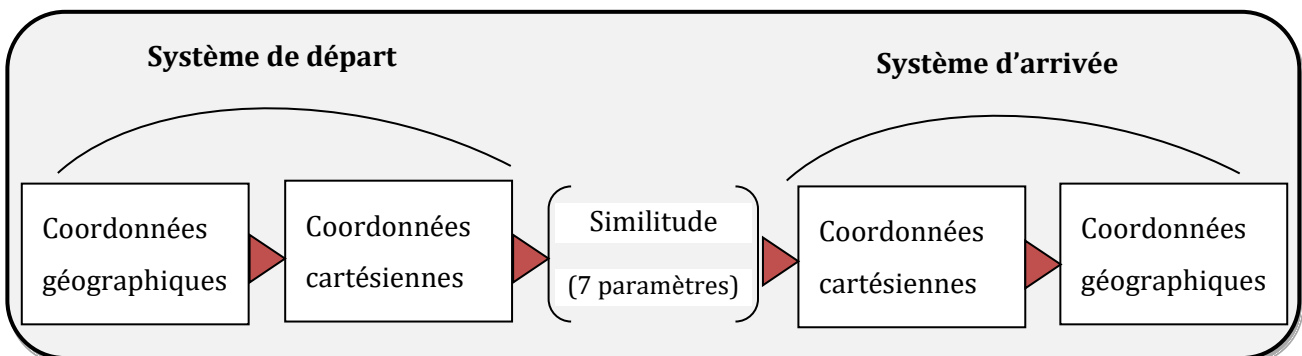 Système de départ
Système d'arrivée
Coordonnées
géographiques
Coordonnées
cartésiennes
Similitude
(7 paramètres)
Coordonnées
cartésiennes
Coordonnées
géographiques